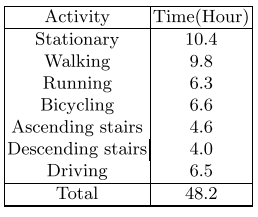 Activity Time(Hour)
Stationary 10.4
Walking 9.8
Running 6.3
Bicycling 6.6
Ascending stairs 4.6
Descending stairs 4.0
Driving 6.5
Total 48.2